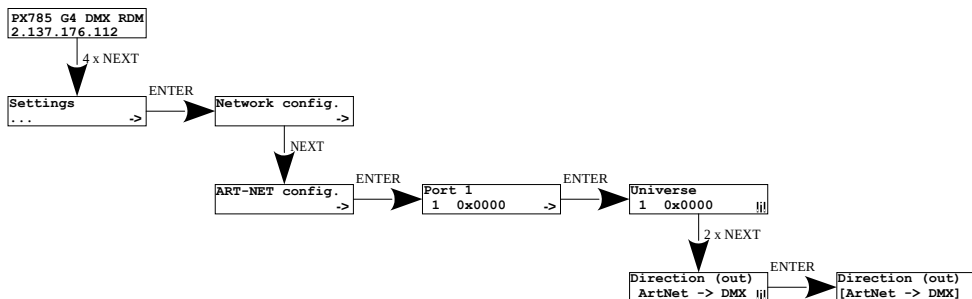 PX785 G4 DMX RDM
2.137.176.112
4 x NEXT
Settings
... ->
ENTER
Network config.
->
NEXT
ART-NET config.
->
ENTER
Port 1
1 0x0000 ->
ENTER
Universe
1 0x0000
2 x NEXT
Direction (out)
ArtNet -> DMX
ENTER
Direction (out)
[ArtNet -> DMX]